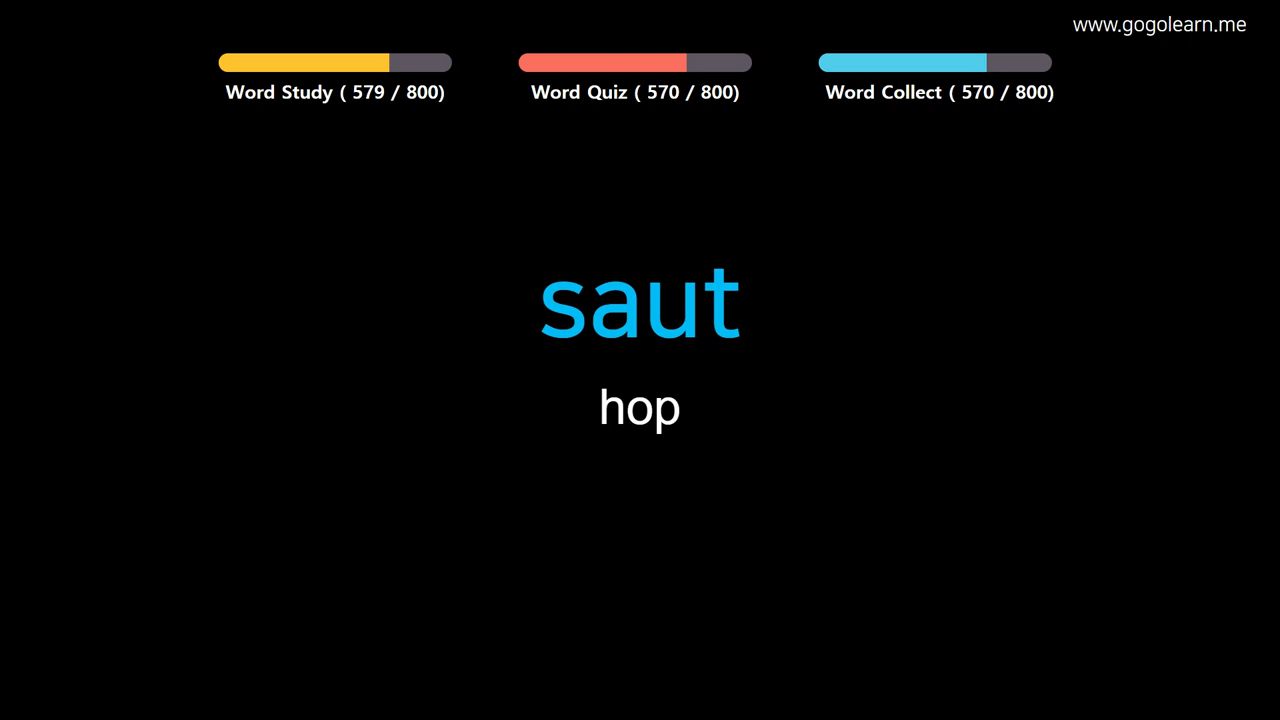 www.gogolearn.me
Word Study ( 579 / 800)
Word Quiz ( 570 / 800)
Word Collect ( 570 / 800)
saut
hop